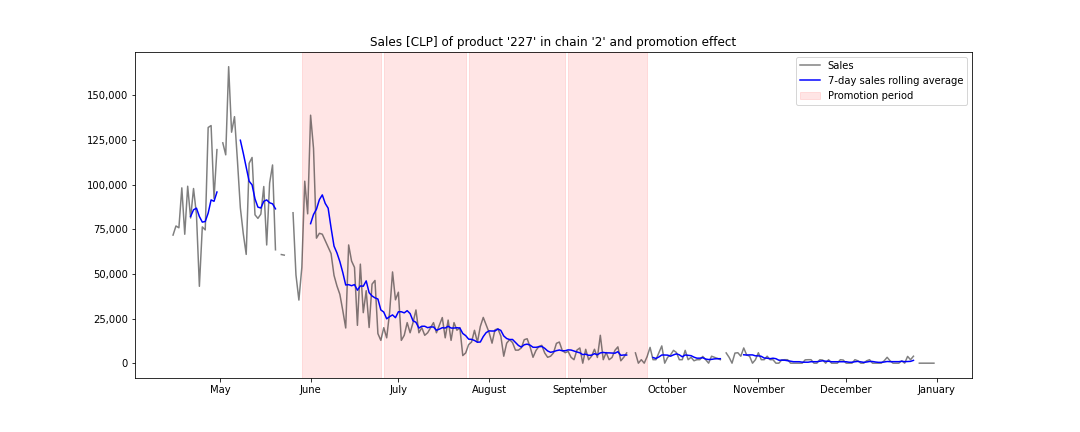 Sales [CLP] of product '227' in chain '2' and promotion effect
Sales
7-day sales rolling average
Promotion period
150,000
125,000
100,000
75,000
50,000
25,000
0
May
June
July
August
September
October
November
December
January